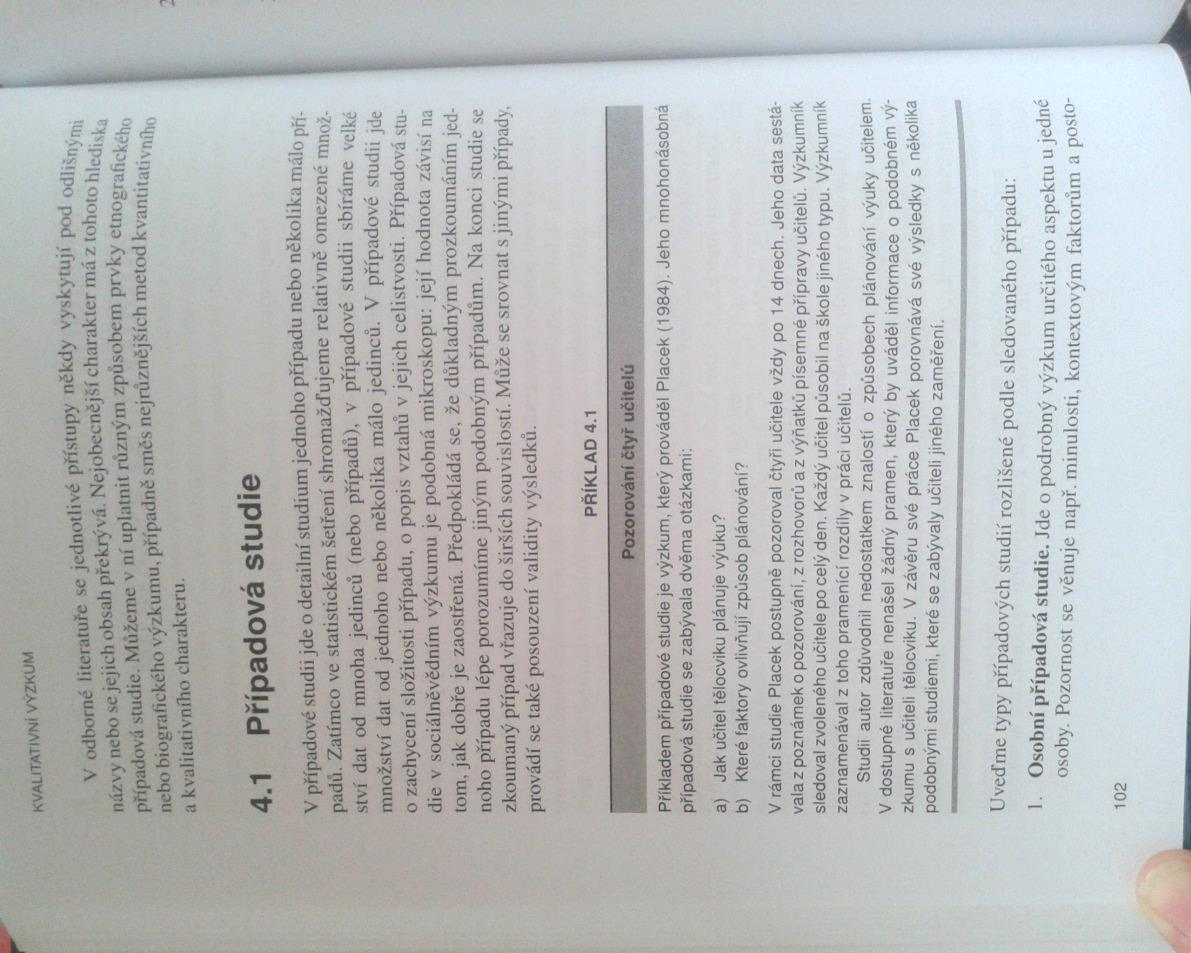 KVALITATIVNÍ VÝZKUM
V odborné literatuře se jednotlivé přístupy někdy vyskytují pod odlišnými
názvy nebo se jejich obsah překrývá. Nejobecnější charakter má z tohoto hlediska
případová studie. Můžeme v ní uplatnit různým způsobem prvky etnografického
nebo biografického výzkumu, případně směs nejrůznějších metod kvantitativního
a kvalitativního charakteru.
4.1 Případová studie
V případové studii jde o detailní studium jednoho případu nebo několika málo pří-
padů. Zatímco ve statistickém šetření shromažďujeme relativně omezené množ-
ství dat od mnoha jedinců (nebo případů), v případové studii sbíráme velké
množství dat od jednoho nebo několika málo jedinců. V případové studii jde
o zachycení složitosti případu, o popis vztahů v jejich celistvosti. Případová stu-
die v sociálněvědním výzkumu je podobná mikroskopu: její hodnota závisí na
tom, jak dobře je zaostřená. Předpokládá se, že důkladným prozkoumáním jed-
noho případu lépe porozumíme jiným podobným případům. Na konci studie se
zkoumaný případ vřazuje do širších souvislostí. Může se srovnat s jinými případy,
provádí se také posouzení validity výsledků.
PŘÍKLAD 4.1
Pozorování čtyř učitelů
Příkladem případové studie je výzkum, který prováděl Placek (1984). Jeho mnohonásobná
případová studie se zabývala dvěma otázkami:
a) Jak učitel tělocviku plánuje výuku?
b) Které faktory ovlivňují způsob plánování?
V rámci studie Placek postupně pozoroval čtyři učitele vždy po 14 dnech. Jeho data sestá-
vala z poznámek o pozorování, z rozhovorů a z výňatků písemné přípravy učitelů. Výzkumník
sledoval zvoleného učitele po celý den. Každý učitel působil na škole jiného typu. Výzkumník
zaznamenával z toho pramenící rozdíly v práci učitelů.
Studii autor zdůvodnil nedostatkem znalostí o způsobech plánování výuky učitelem.
V dostupné literatuře nenašel žádný pramen, který by uváděl informace o podobném vý-
zkumu s učiteli tělocviku. V závěru své práce Placek porovnává své výsledky s několika
podobnými studiemi, které se zabývaly učiteli jiného zaměření.
Uveďme typy případových studií rozlišené podle sledovaného případu:
1. Osobní případová studie. Jde o podrobný výzkum určitého aspektu u jedné
osoby. Pozornost se věnuje např. minulosti, kontextovým faktorům a posto-
102